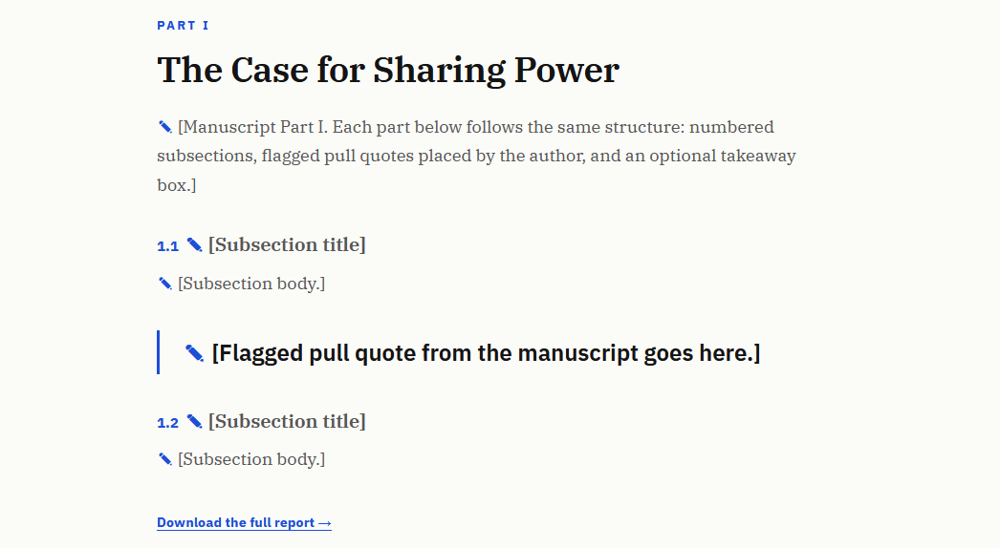 PART I
The Case for Sharing Power
✏ [Manuscript Part I. Each part below follows the same structure: numbered
subsections, flagged pull quotes placed by the author, and an optional takeaway
box.]
1.1 ✏ [Subsection title]
✏ [Subsection body.]
✏ [Flagged pull quote from the manuscript goes here.]
1.2 ✏ [Subsection title]
✏ [Subsection body.]
Download the full report →